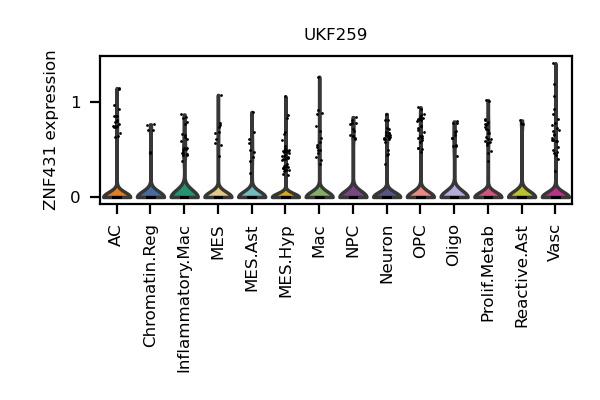 UKF259
ZNF431 expression
1
0
AC
Chromatin.Reg
Inflammatory.Mac
MES
MES.Ast
MES.Hyp
Mac
NPC
Neuron
OPC
Oligo
Prolif.Metab
Reactive.Ast
Vasc